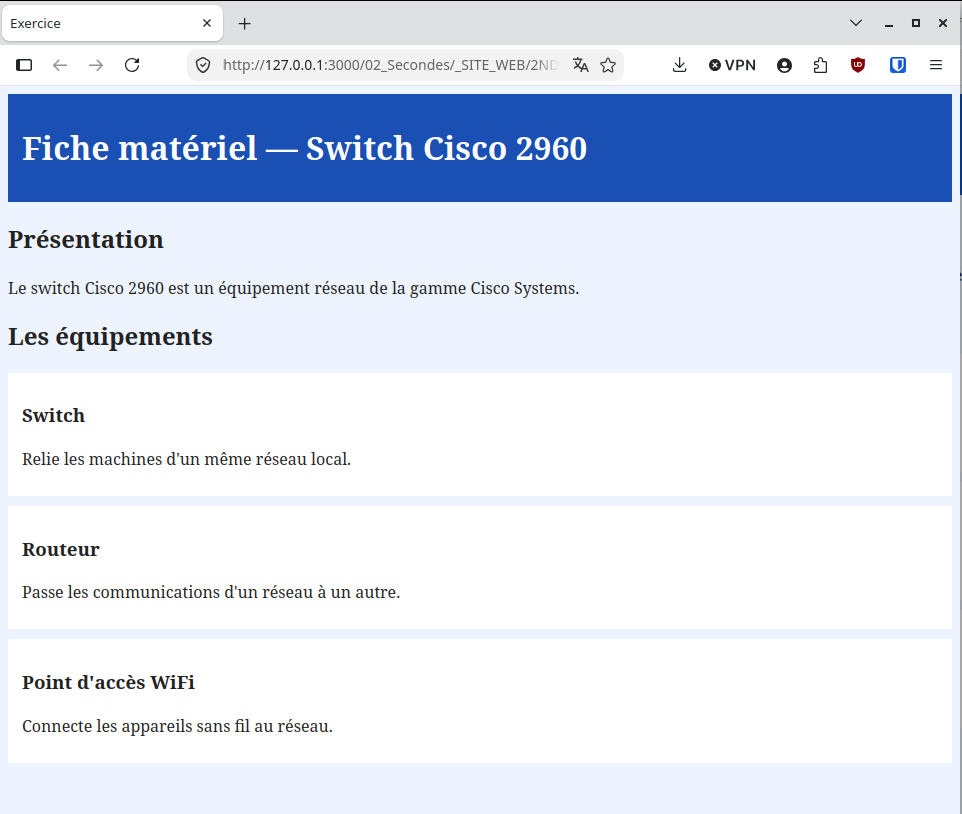 Exercice
http://127.0.0.1:3000/02_Secondes/_SITE_WEB/2ND
VPN
Fiche matériel — Switch Cisco 2960
Présentation
Le switch Cisco 2960 est un équipement réseau de la gamme Cisco Systems.
Les équipements
Switch
Relie les machines d'un même réseau local.
Routeur
Passe les communications d'un réseau à un autre.
Point d'accès WiFi
Connecte les appareils sans fil au réseau.